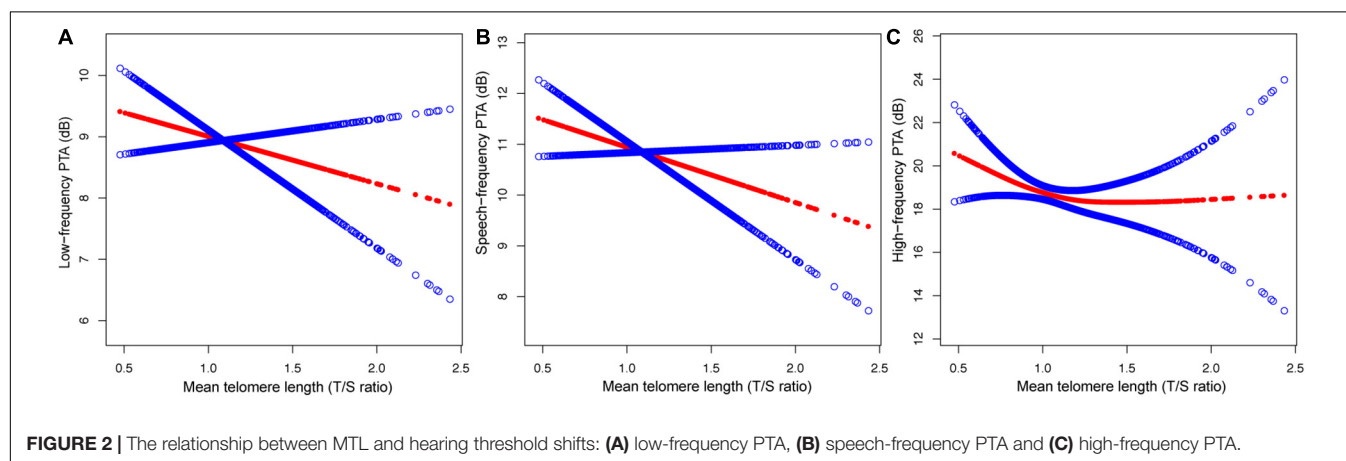 A
Low-frequency PTA (dB)
10
9
8
7
6
0.5 1.0 1.5 2.0 2.5
Mean telomere length (T/S ratio)
B
Speech-frequency PTA (dB)
13
12
11
10
9
8
0.5 1.0 1.5 2.0 2.5
Mean telomere length (T/S ratio)
C
High-frequency PTA (dB)
26
24
22
20
18
16
14
12
0.5 1.0 1.5 2.0 2.5
Mean telomere length (T/S ratio)
FIGURE 2 | The relationship between MTL and hearing threshold shifts: (A) low-frequency PTA, (B) speech-frequency PTA and (C) high-frequency PTA.